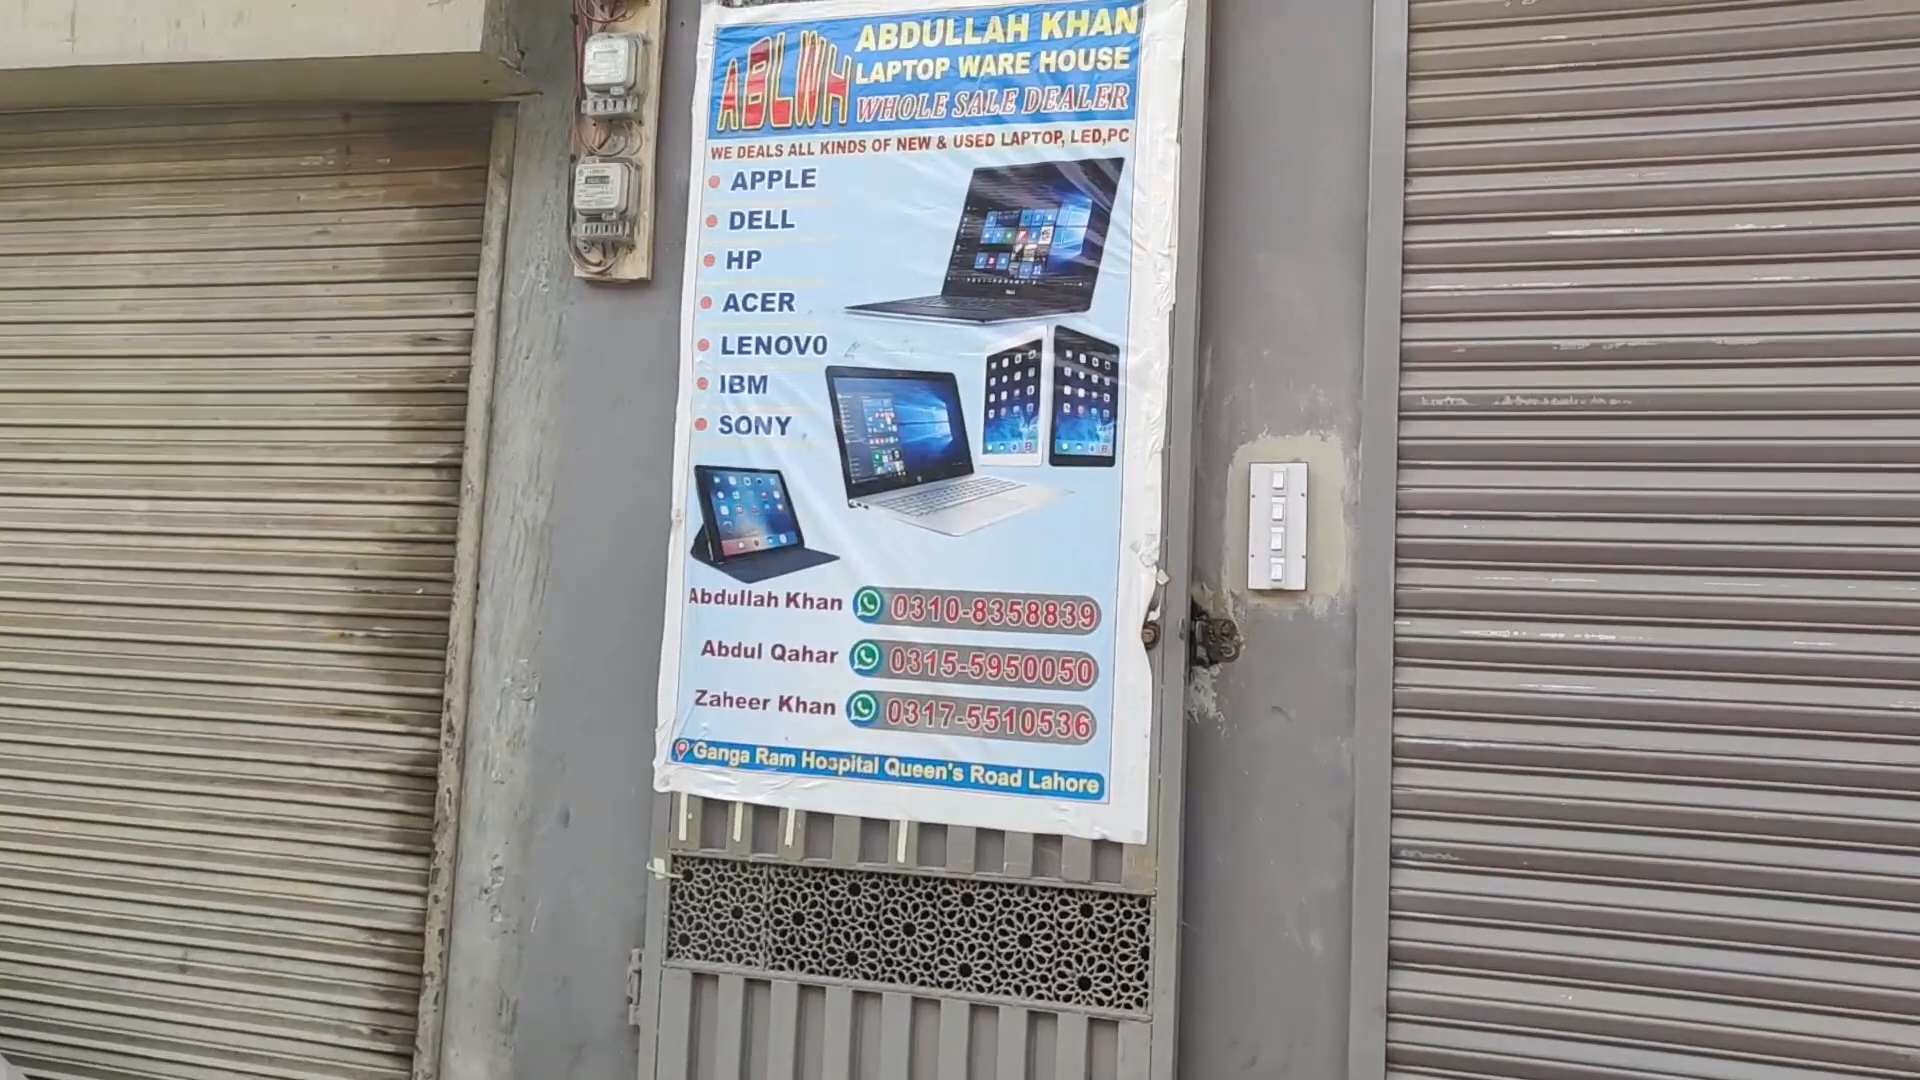 ABDULLAH KHAN
ABLWH LAPTOP WARE HOUSE
WHOLE SALE DEALER
WE DEALS ALL KINDS OF NEW & USED LAPTOP, LED,PC
APPLE
DELL
HP
ACER
LENOVO
IBM
SONY
Abdullah Khan 0310-8358839
Abdul Qahar 0315-5950050
Zaheer Khan 0317-5510536
Ganga Ram Hospital Queen's Road Lahore